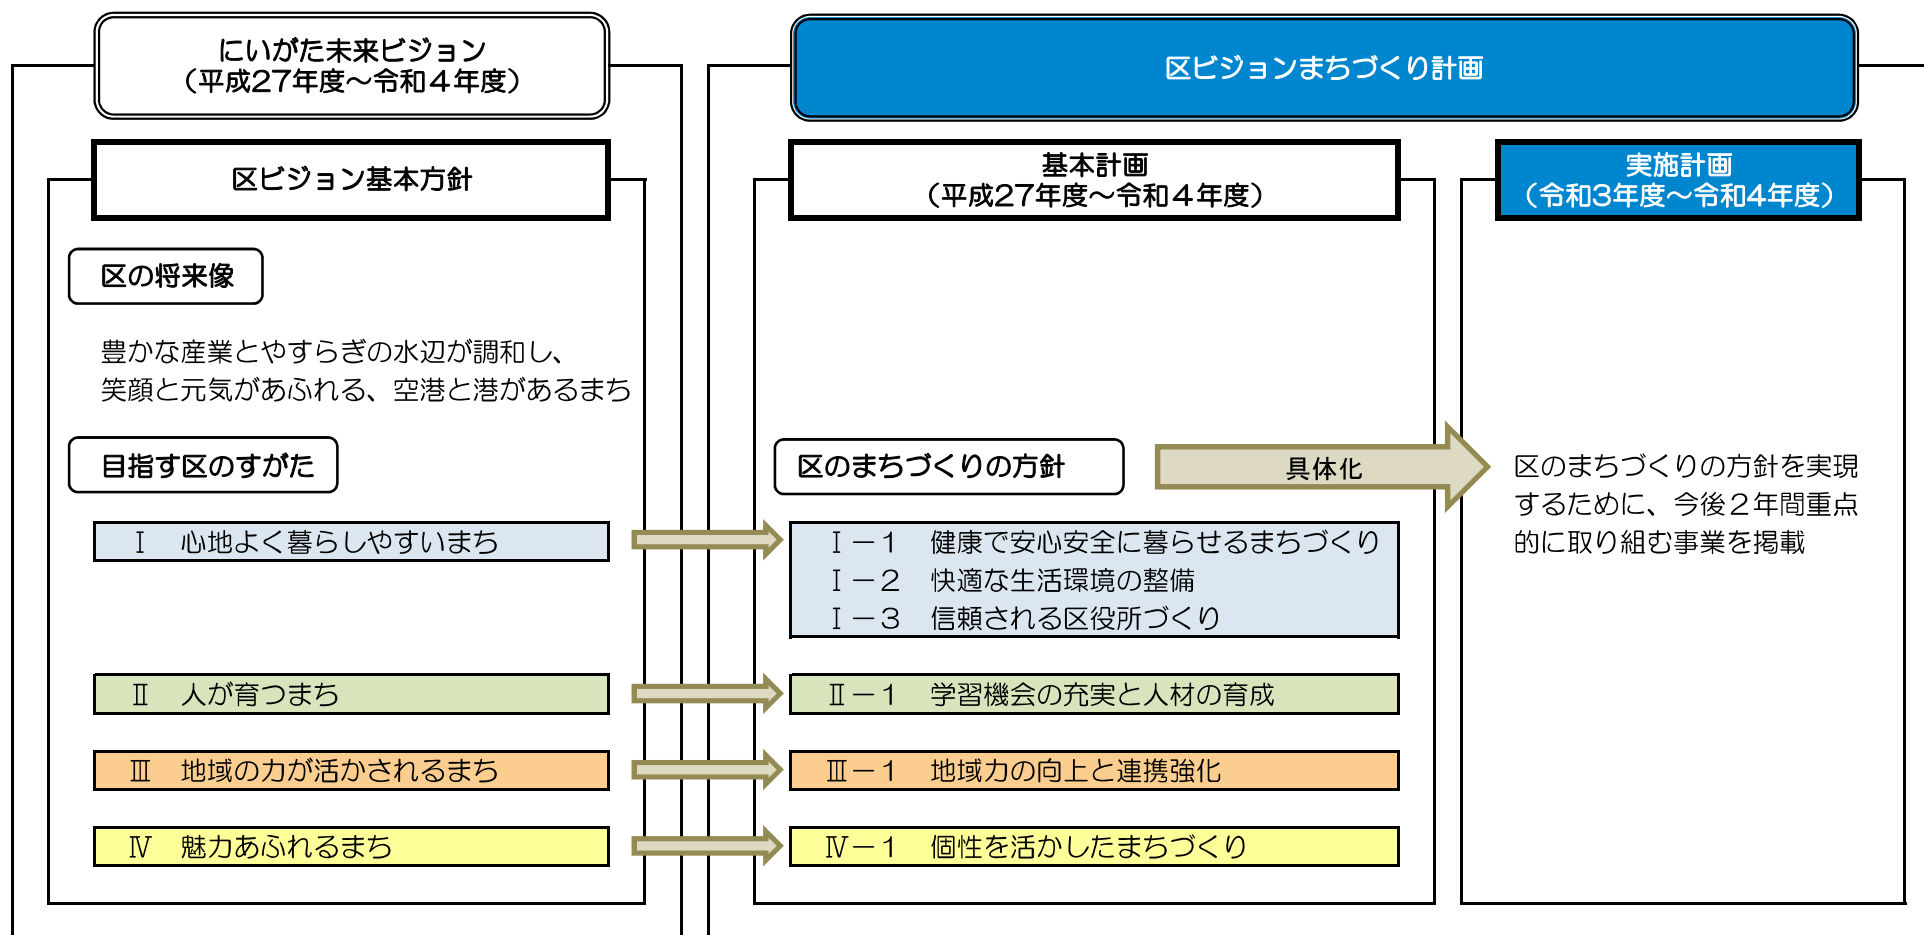 にいがた未来ビジョン
（平成27年度～令和４年度）
区ビジョン基本方針
区の将来像
豊かな産業とやすらぎの水辺が調和し、
笑顔と元気があふれる、空港と港があるまち
目指す区のすがた
Ⅰ　心地よく暮らしやすいまち
Ⅱ　人が育つまち
Ⅲ　地域の力が活かされるまち
Ⅳ　魅力あふれるまち
区ビジョンまちづくり計画
基本計画
（平成27年度～令和４年度）
区のまちづくりの方針
具体化
Ⅰ－１　健康で安心安全に暮らせるまちづくり
Ⅰ－２　快適な生活環境の整備
Ⅰ－３　信頼される区役所づくり
Ⅱ－１　学習機会の充実と人材の育成
Ⅲ－１　地域力の向上と連携強化
Ⅳ－１　個性を活かしたまちづくり
実施計画
（令和3年度～令和4年度）
区のまちづくりの方針を実現
するために、今後２年間重点
的に取り組む事業を掲載